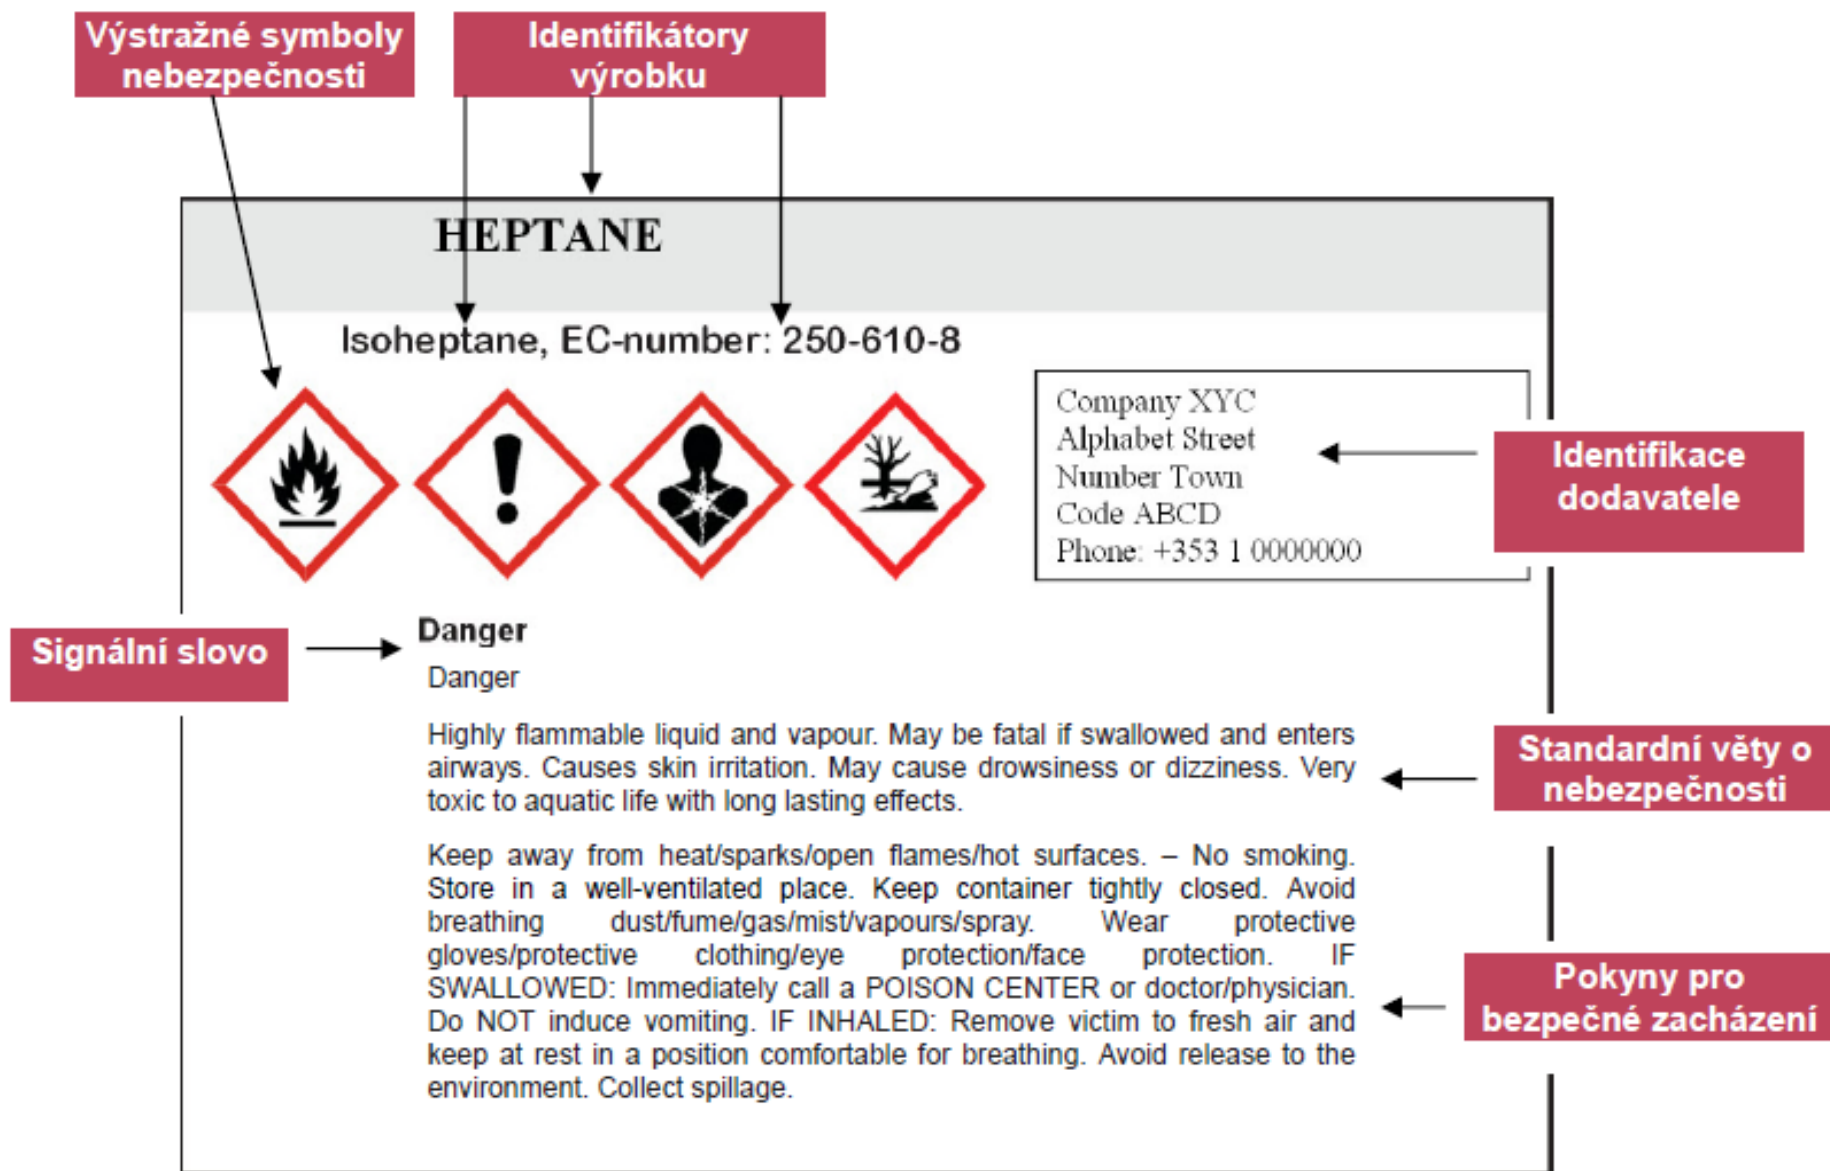 Výstražné symboly
nebezpečnosti
Identifikátory
výrobku
HEPTANE
Isoheptane, EC-number: 250-610-8
Company XYC
Alphabet Street
Number Town
Code ABCD
Phone: +353 1 0000000
Identifikace
dodavatele
Signální slovo
Danger
Danger
Highly flammable liquid and vapour. May be fatal if swallowed and enters
airways. Causes skin irritation. May cause drowsiness or dizziness. Very
toxic to aquatic life with long lasting effects.
Standardní věty o
nebezpečnosti
Keep away from heat/sparks/open flames/hot surfaces. – No smoking.
Store in a well-ventilated place. Keep container tightly closed. Avoid
breathing dust/fume/gas/mist/vapours/spray. Wear protective
gloves/protective clothing/eye protection/face protection. IF
SWALLOWED: Immediately call a POISON CENTER or doctor/physician.
Do NOT induce vomiting. IF INHALED: Remove victim to fresh air and
keep at rest in a position comfortable for breathing. Avoid release to the
environment. Collect spillage.
Pokyny pro
bezpečné zacházení